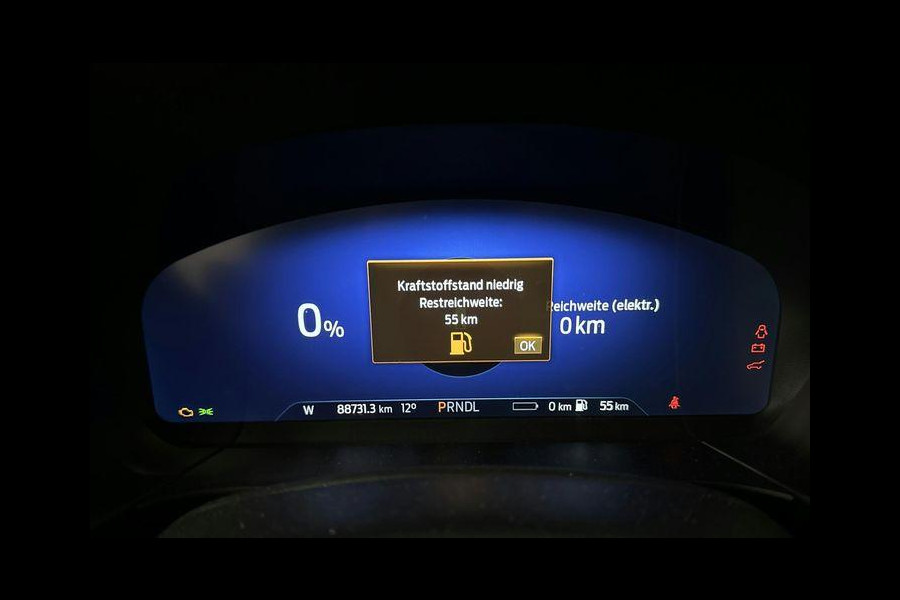 Kraftstoffstand niedrig
Restreichweite:
55 km
OK
0%
Reichweite (elektr.)
0 km
W 88731.3 km 12° PRNDL 0 km 55 km